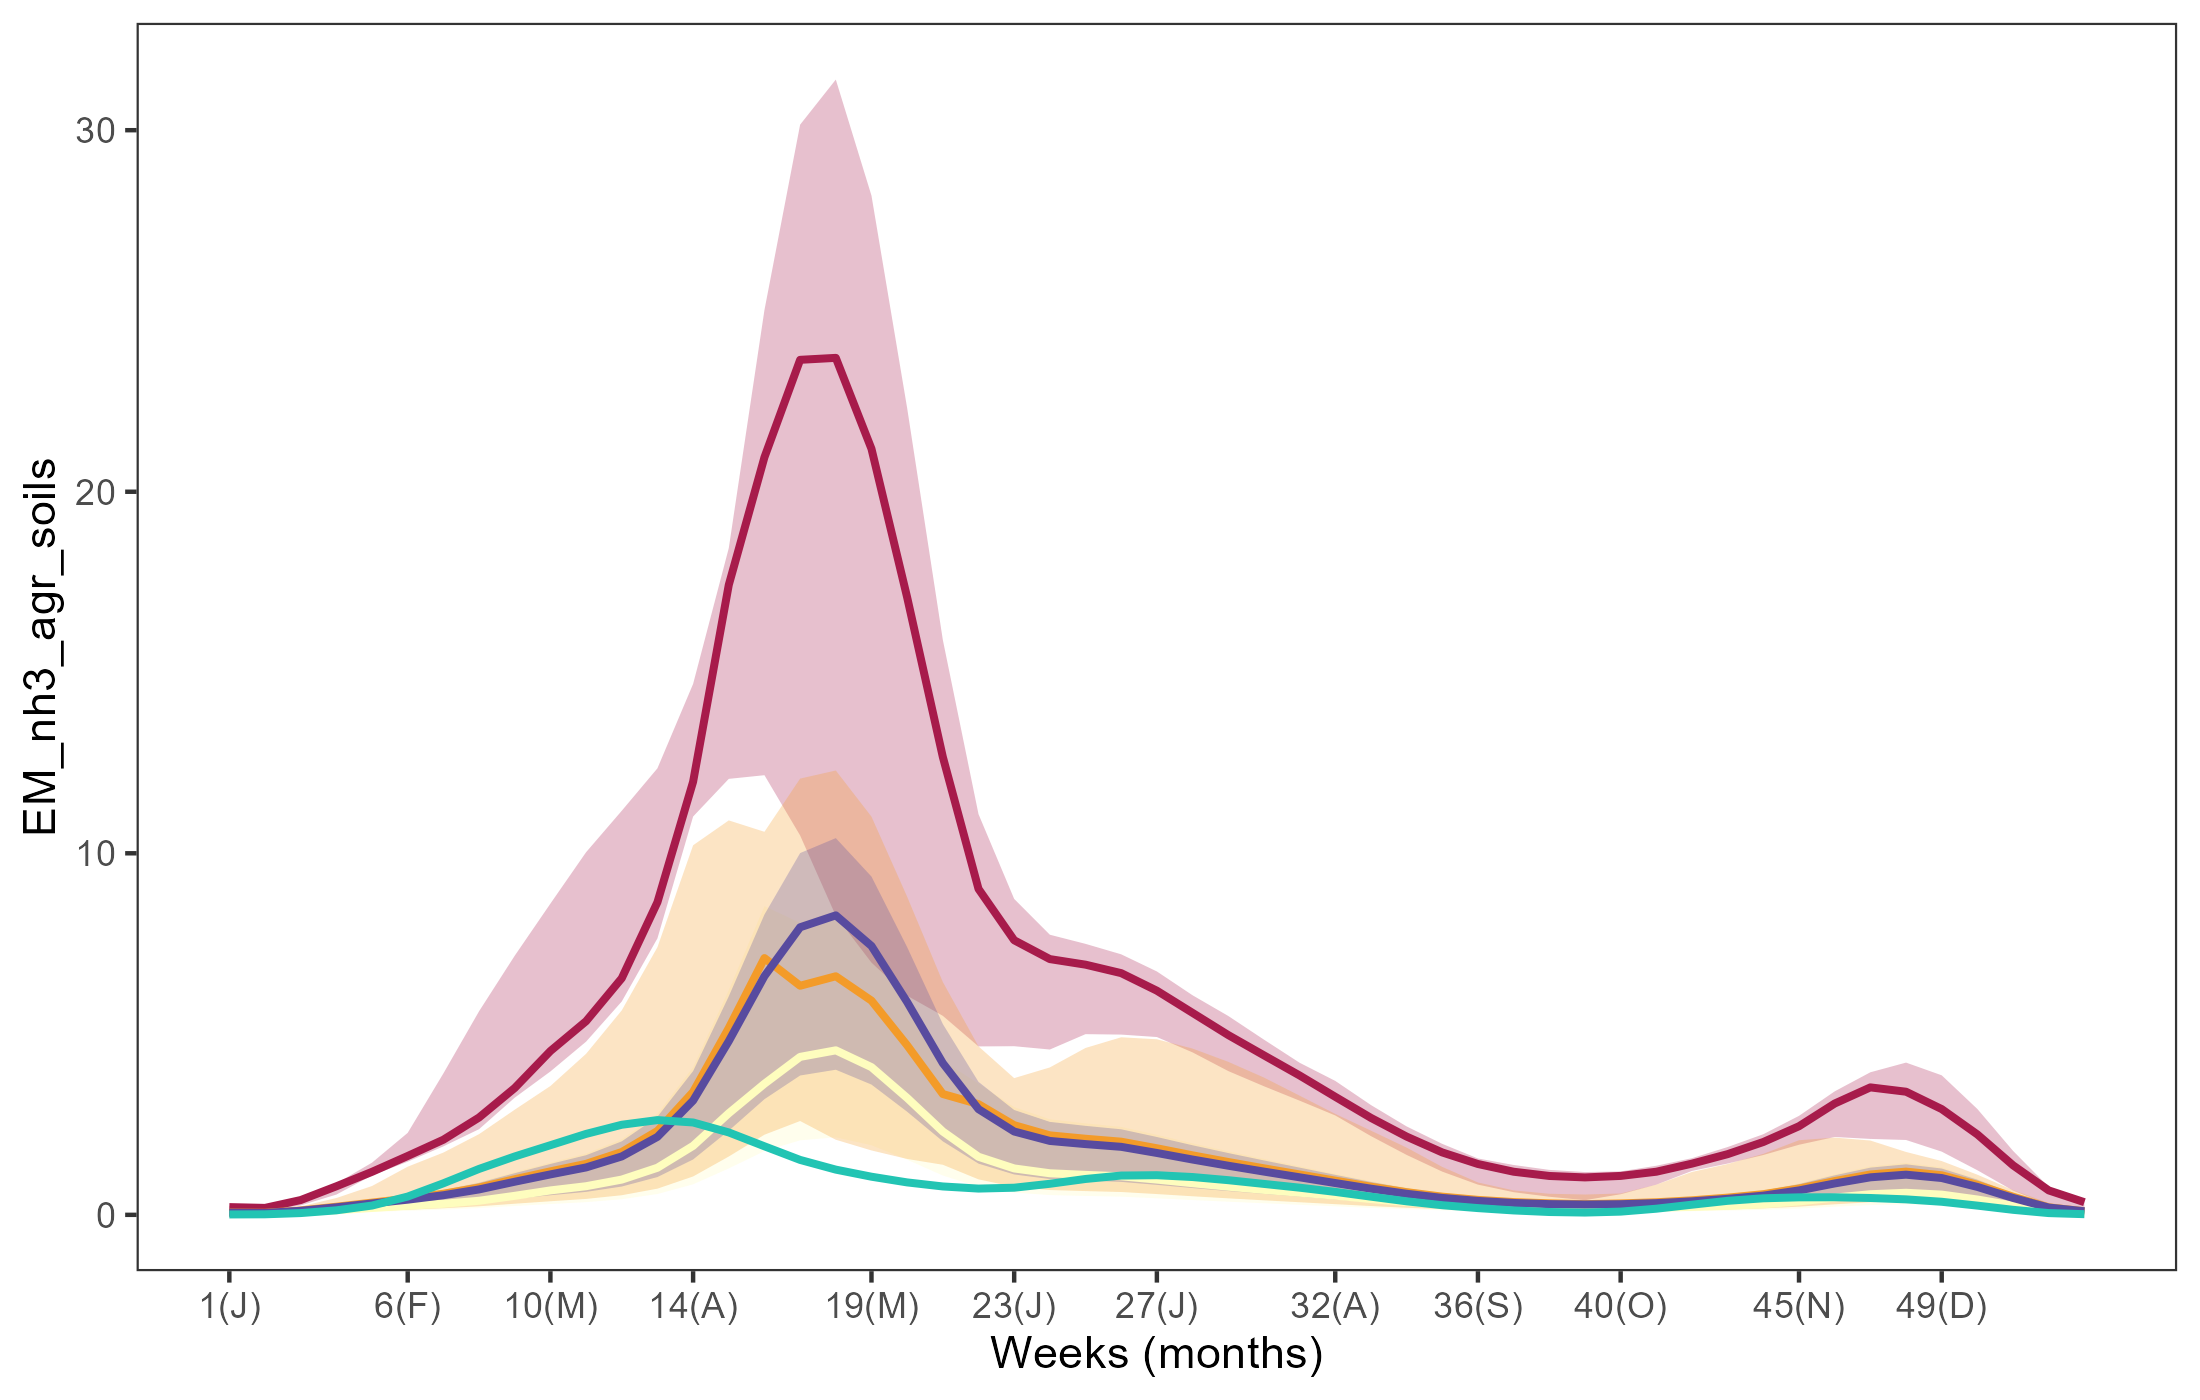 EM_nh3_agr_soils
30
20
10
0
1(J) 6(F) 10(M) 14(A) 19(M) 23(J) 27(J) 32(A) 36(S) 40(O) 45(N) 49(D)
Weeks (months)